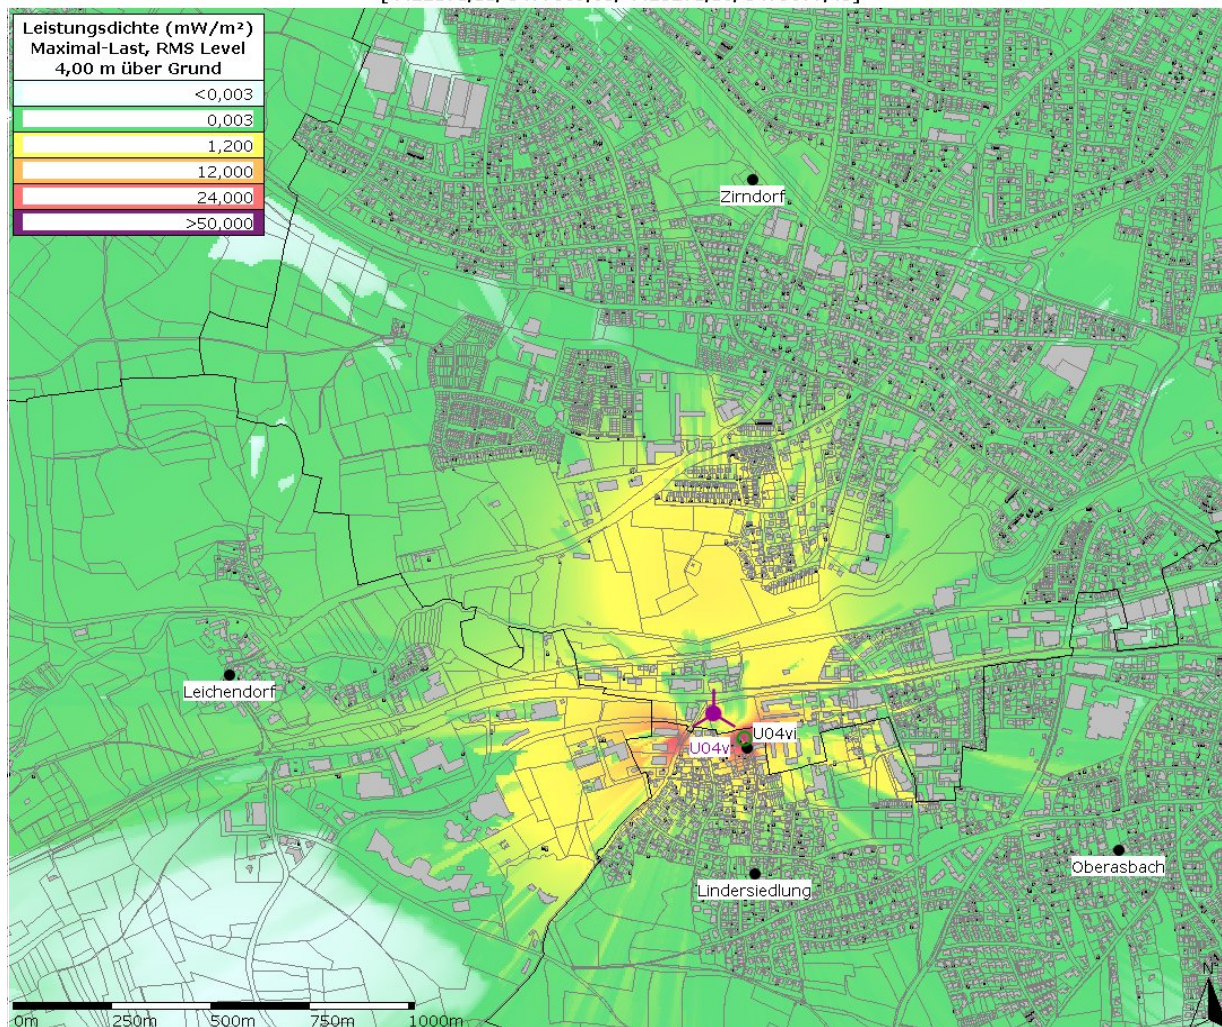 Leistungsdichte (mW/m²)
Maximal-Last, RMS Level
4,00 m über Grund
<0,003
0,003
1,200
12,000
24,000
>50,000
Zirndorf
Leichendorf
U04vi
U04v
Oberasbach
Lindersiedlung
N
0m 250m 500m 750m 1000m